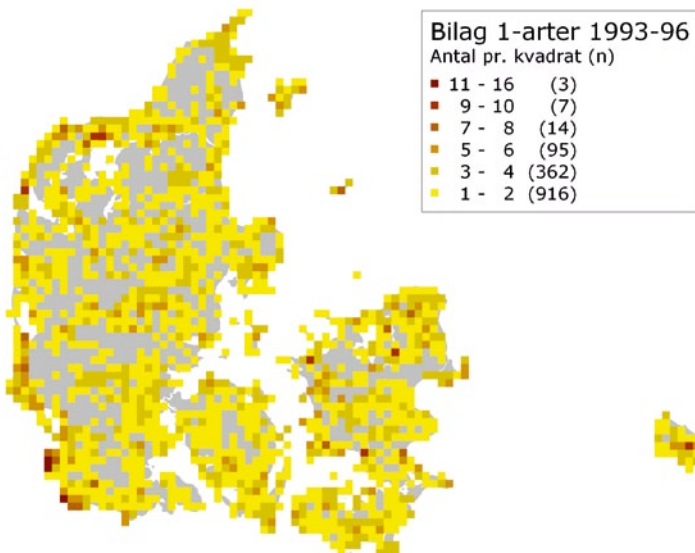 Bilag 1-arter 1993-96
Antal pr. kvadrat (n)
11 - 16 (3)
9 - 10 (7)
7 - 8 (14)
5 - 6 (95)
3 - 4 (362)
1 - 2 (916)